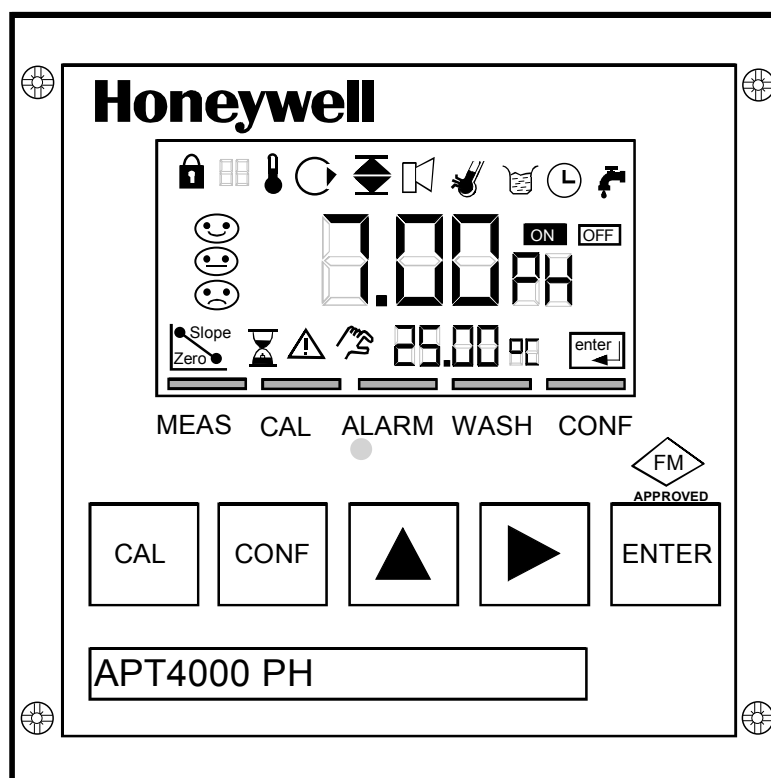 Honeywell
7.00 PH
ON OFF
Slope
Zero
25.00 °C
enter
MEAS CAL ALARM WASH CONF
FM
APPROVED
CAL CONF ENTER
APT4000 PH